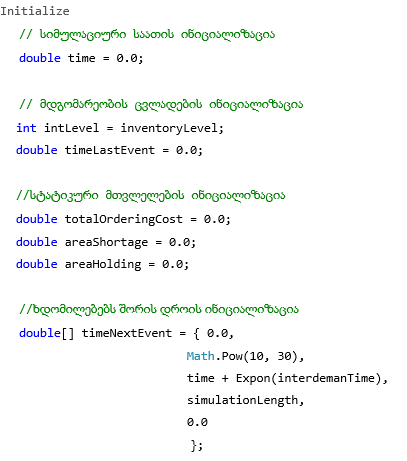 Initialize
// სიმულაციური საათის ინიციალიზაცია
double time = 0.0;
// მდგომარეობის ცვლადების ინიციალიზაცია
int intLevel = inventoryLevel;
double timeLastEvent = 0.0;
//სტატიკური მთვლელების ინიციალიზაცია
double totalOrderingCost = 0.0;
double areaShortage = 0.0;
double areaHolding = 0.0;
//ხდომილებებს შორის დროის ინიციალიზაცია
double[] timeNextEvent = { 0.0,
Math.Pow(10, 30),
time + Expon(interdemanTime),
simulationLength,
0.0
};